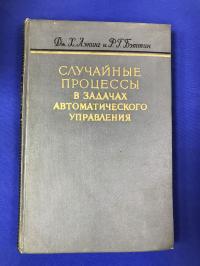 Дж. Х. Лэнинг и Р. Г. Бэттин
СЛУЧАЙНЫЕ
ПРОЦЕССЫ
В ЗАДАЧАХ
АВТОМАТИЧЕСКОГО
УПРАВЛЕНИЯ